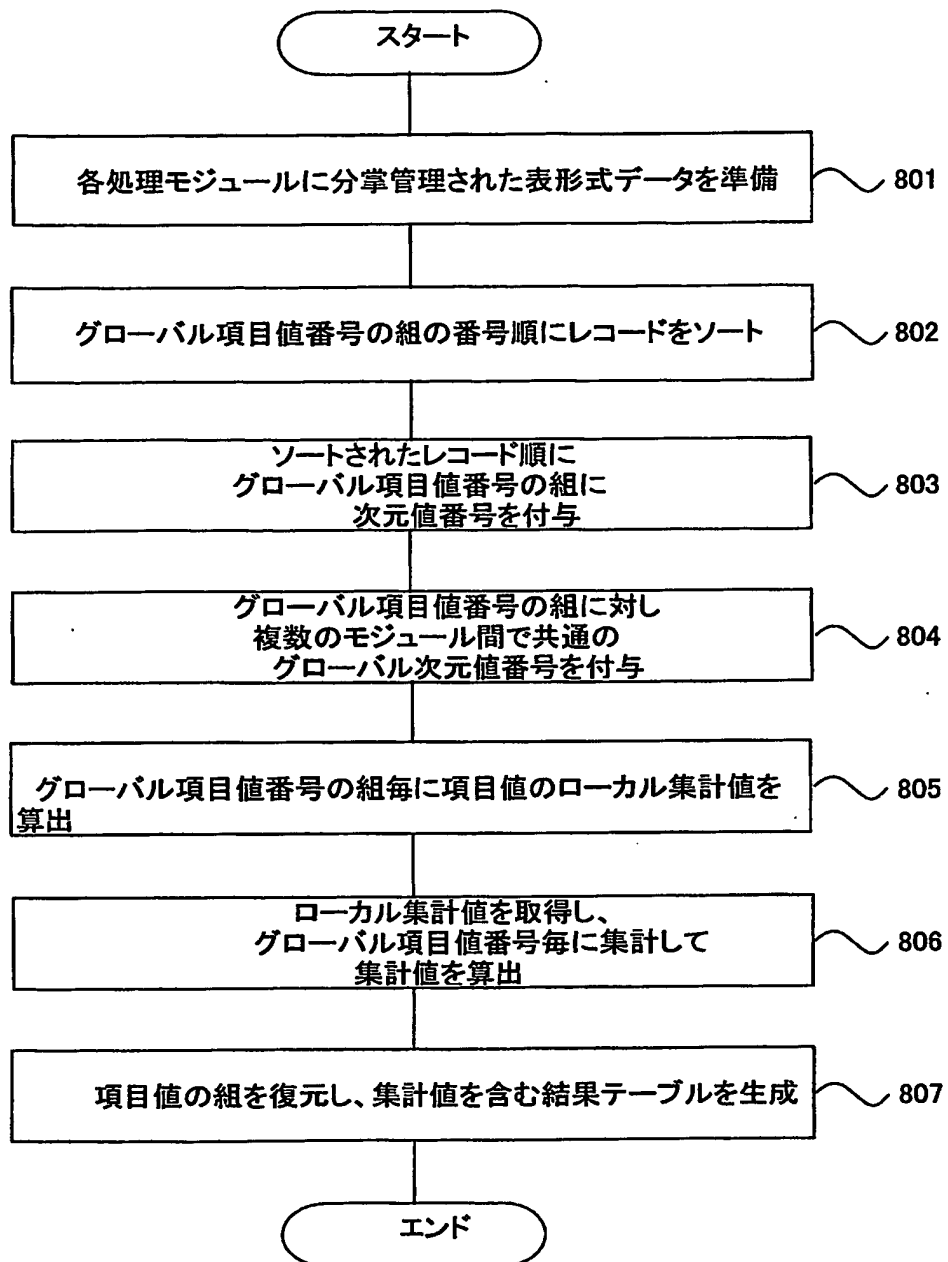 スタート
各処理モジュールに分掌管理された表形式データを準備
801
グローバル項目値番号の組の番号順にレコードをソート
802
ソートされたレコード順に
グローバル項目値番号の組に
次元値番号を付与
803
グローバル項目値番号の組に対し
複数のモジュール間で共通の
グローバル次元値番号を付与
804
グローバル項目値番号の組毎に項目値のローカル集計値を
算出
805
ローカル集計値を取得し、
グローバル項目値番号毎に集計して
集計値を算出
806
項目値の組を復元し、集計値を含む結果テーブルを生成
807
エンド